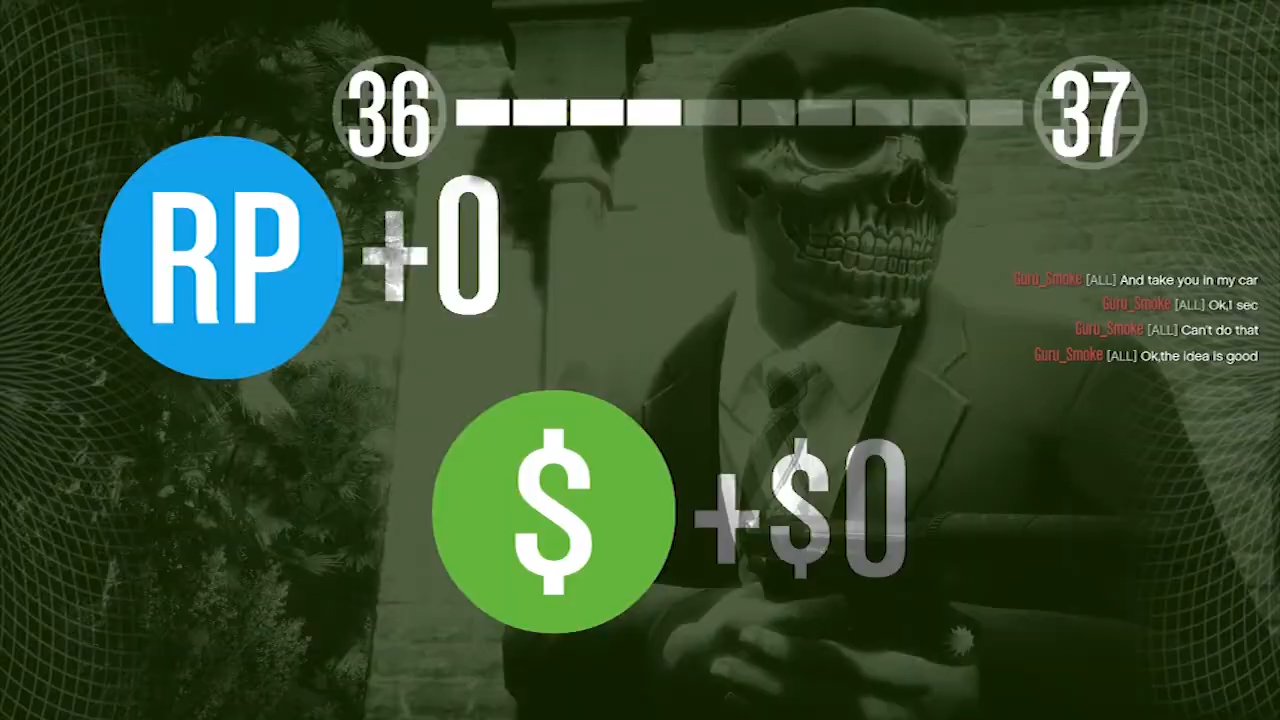 36 37
RP +0
Guru_Smoke [ALL] And take you in my car
Guru_Smoke [ALL] Ok,1 sec
Guru_Smoke [ALL] Can't do that
Guru_Smoke [ALL] Ok,the idea is good
$ +$0